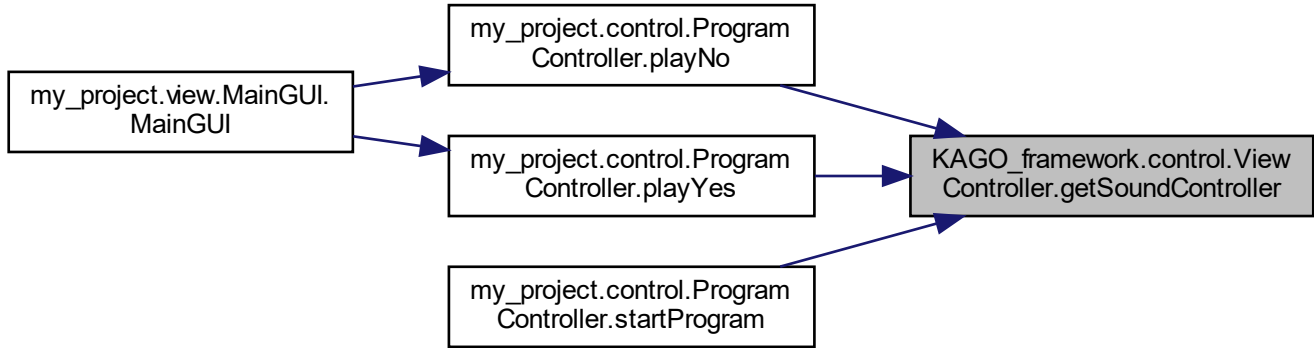 my_project.control.Program
Controller.playNo
my_project.view.MainGUI.
MainGUI
my_project.control.Program
Controller.playYes
KAGO_framework.control.View
Controller.getSoundController
my_project.control.Program
Controller.startProgram